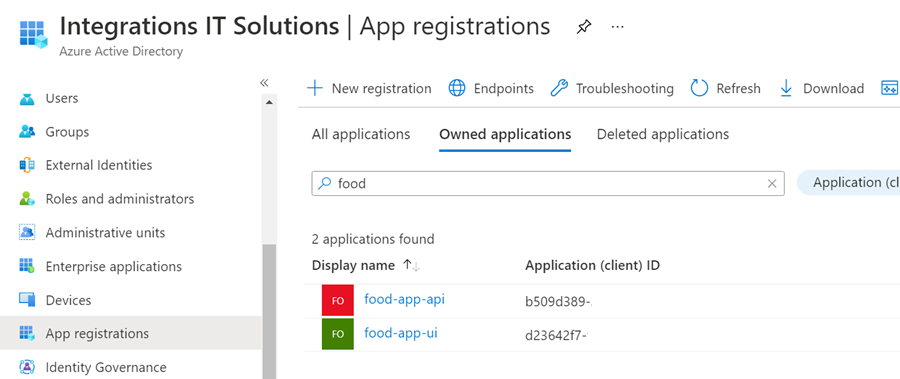 Integrations IT Solutions | App registrations ...
Azure Active Directory
«
Users
Groups
External Identities
Roles and administrators
Administrative units
Enterprise applications
Devices
App registrations
Identity Governance
+ New registration Endpoints Troubleshooting Refresh Download
All applications Owned applications Deleted applications
food × Application (cl
2 applications found
Display name ↑↓ Application (client) ID
FO food-app-api b509d389-
FO food-app-ui d23642f7-